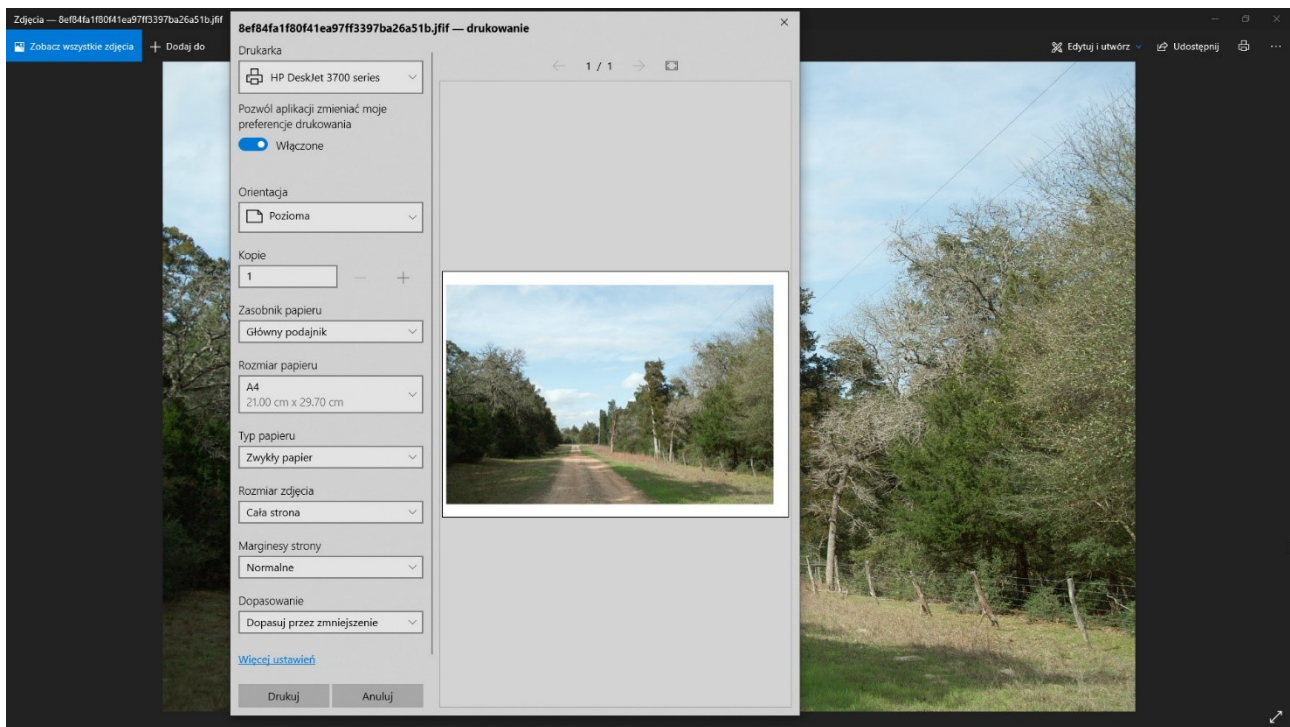 Zdjęcia — 8ef84fa1f80f41ea97ff3397ba26a51b.jfif
Zobacz wszystkie zdjęcia
Dodaj do
Edytuj i utwórz
Udostępnij
8ef84fa1f80f41ea97ff3397ba26a51b.jfif — drukowanie
Drukarka
HP DeskJet 3700 series
Pozwól aplikacji zmieniać moje
preferencje drukowania
Włączone
Orientacja
Pozioma
Kopie
1
Zasobnik papieru
Główny podajnik
Rozmiar papieru
A4
21.00 cm x 29.70 cm
Typ papieru
Zwykły papier
Rozmiar zdjęcia
Cała strona
Marginesy strony
Normalne
Dopasowanie
Dopasuj przez zmniejszenie
Więcej ustawień
Drukuj
Anuluj
1 / 1